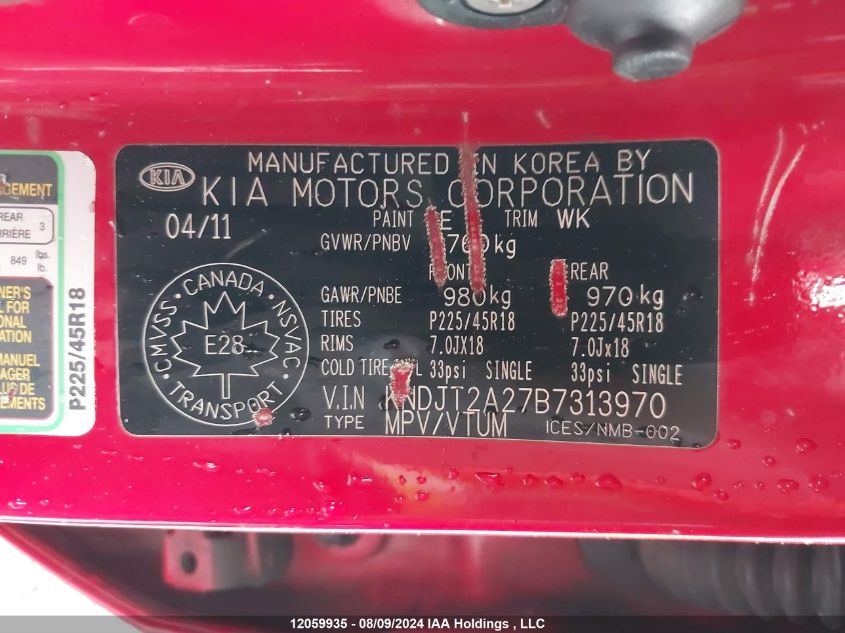 MANUFACTURED IN KOREA BY
KIA KIA MOTORS CORPORATION
04/11 PAINT TRIM WK
GVWR/PNBV kg
FRONT REAR
GAWR/PNBE 980kg 970kg
TIRES P225/45R18 P225/45R18
RIMS 7.0JX18 7.0Jx18
COLD TIRE 33psi SINGLE 33psi SINGLE
V.I.N KNDJT2A27B7313970
TYPE MPV/VTUM ICES/NMB-002
CANADA
CMVSS · NSVAC
E28
TRANSPORT
REAR 3
849 lbs.
lb.
P225/45R18
MANUEL
12059935 - 08/09/2024 IAA Holdings , LLC